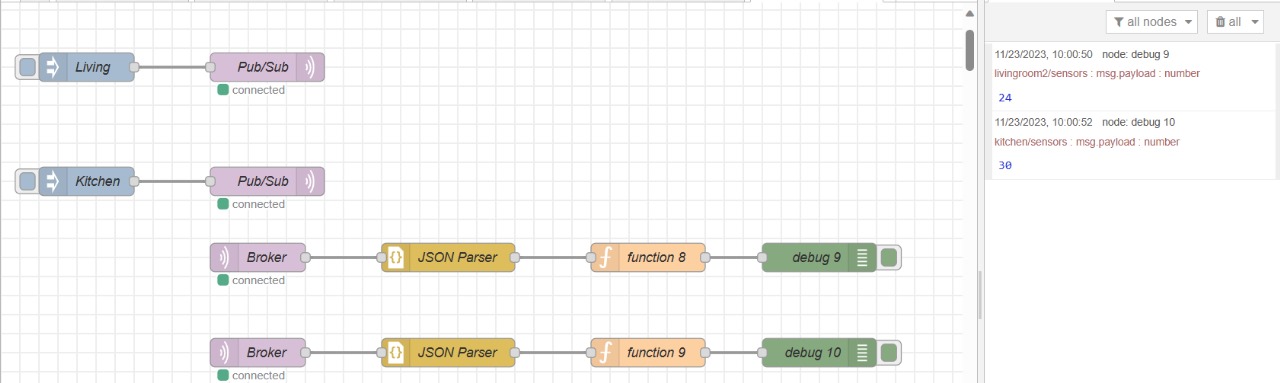 all nodes
all
11/23/2023, 10:00:50 node: debug 9
livingroom2/sensors : msg.payload : number
24
11/23/2023, 10:00:52 node: debug 10
kitchen/sensors : msg.payload : number
30
Living
Pub/Sub
connected
Kitchen
Pub/Sub
connected
Broker
JSON Parser
function 8
debug 9
connected
Broker
JSON Parser
function 9
debug 10
connected